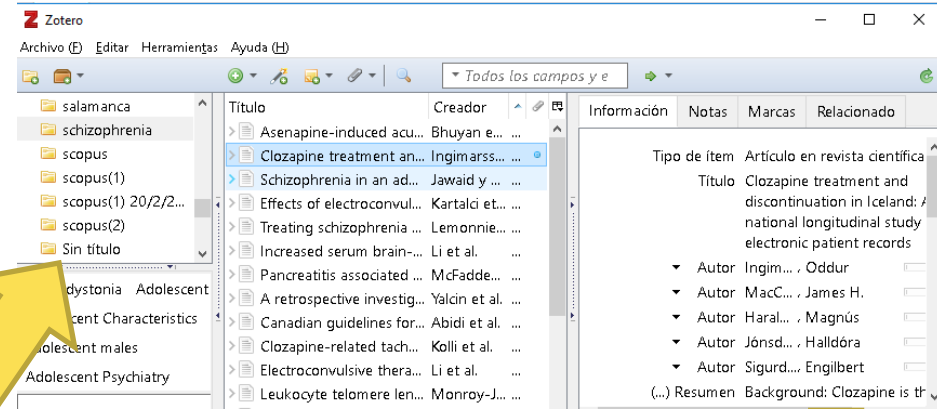 Zotero
Archivo (F) Editar Herramientas Ayuda (H)
Todos los campos y e
salamanca
schizophrenia
scopus
scopus(1)
scopus(1) 20/2/2...
scopus(2)
Sin título
dystonia Adolescent
cent Characteristics
olescent males
Adolescent Psychiatry
Título Creador
Asenapine-induced acu... Bhuyan e... ...
Clozapine treatment an... Ingimarss... ...
Schizophrenia in an ad... Jawaid y ... ...
Effects of electroconvul... Kartalci et... ...
Treating schizophrenia ... Lemonnie... ...
Increased serum brain-... Li et al. ...
Pancreatitis associated ... McFadde... ...
A retrospective investig... Yalcin et al. ...
Canadian guidelines for... Abidi et al. ...
Clozapine-related tach... Kolli et al. ...
Electroconvulsive thera... Li et al. ...
Leukocyte telomere len... Monroy-J... ...
Información Notas Marcas Relacionado
Tipo de ítem Artículo en revista científica
Título Clozapine treatment and
discontinuation in Iceland:
national longitudinal study
electronic patient records
Autor Ingim... , Oddur
Autor MacC... , James H.
Autor Haral... , Magnús
Autor Jónsd... , Halldóra
Autor Sigurd... , Engilbert
(...) Resumen Background: Clozapine is th